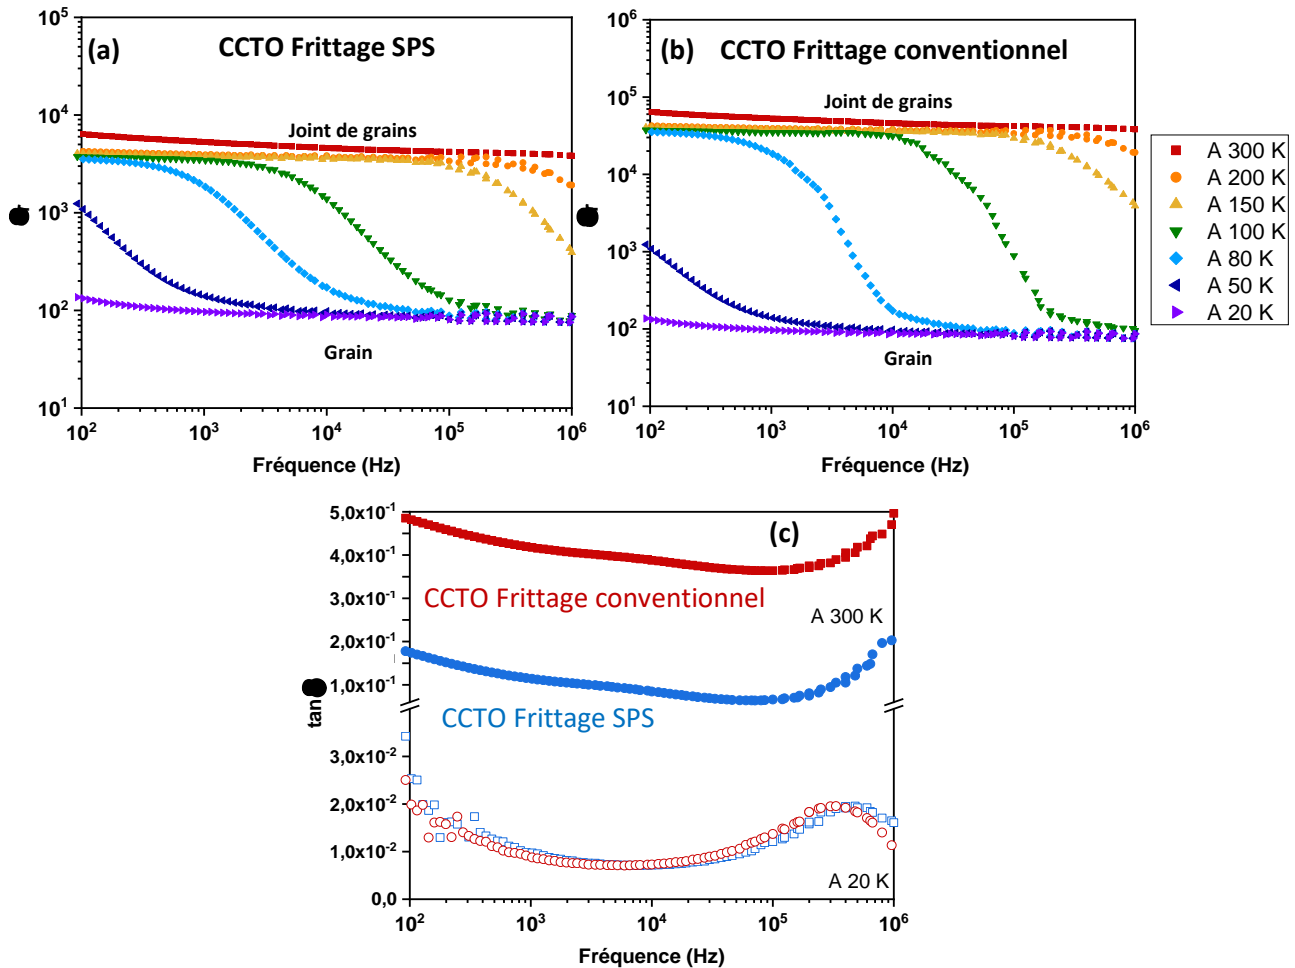 (a) CCTO Frittage SPS
10^5
10^4
10^3
10^2
10^1
Joint de grains
Grain
10^2 10^3 10^4 10^5 10^6
Fréquence (Hz)
(b) CCTO Frittage conventionnel
10^6
10^5
10^4
10^3
10^2
10^1
Joint de grains
Grain
10^2 10^3 10^4 10^5 10^6
Fréquence (Hz)
A 300 K
A 200 K
A 150 K
A 100 K
A 80 K
A 50 K
A 20 K
(c)
5,0x10^-1
4,0x10^-1
3,0x10^-1
2,0x10^-1
1,0x10^-1
3,0x10^-2
2,0x10^-2
1,0x10^-2
0,0
tan
CCTO Frittage conventionnel
A 300 K
CCTO Frittage SPS
A 20 K
10^2 10^3 10^4 10^5 10^6
Fréquence (Hz)